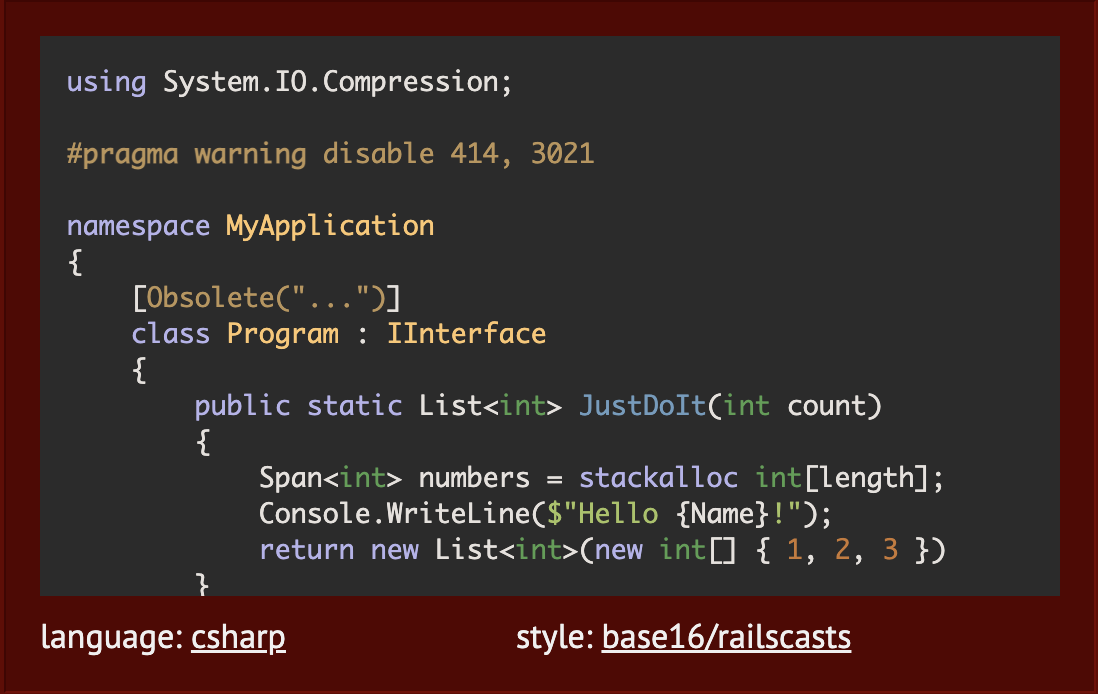 using System.IO.Compression;
#pragma warning disable 414, 3021
namespace MyApplication
{
    [Obsolete("...")]
    class Program : IInterface
    {
        public static List<int> JustDoIt(int count)
        {
            Span<int> numbers = stackalloc int[length];
            Console.WriteLine($"Hello {Name}!");
            return new List<int>(new int[] { 1, 2, 3 })
        }
language: csharp
style: base16/railscasts